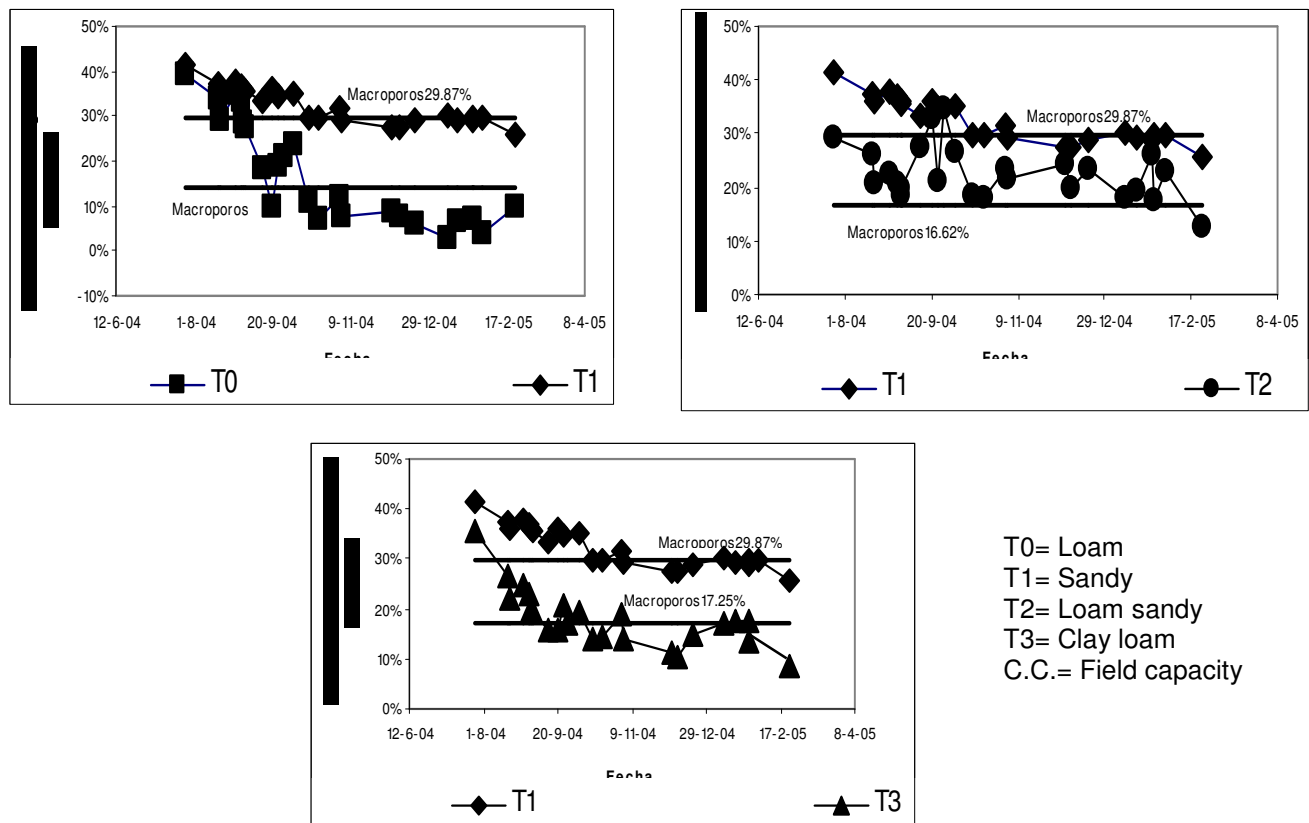 50%
40%
30%
20%
10%
0%
-10%
Macroporos29.87%
Macroporos
12-6-04 1-8-04 20-9-04 9-11-04 29-12-04 17-2-05 8-4-05
Fecha
T0 T1
50%
40%
30%
20%
10%
0%
Macroporos29.87%
Macroporos16.62%
12-6-04 1-8-04 20-9-04 9-11-04 29-12-04 17-2-05 8-4-05
Fecha
T1 T2
50%
40%
30%
20%
10%
0%
Macroporos29.87%
Macroporos17.25%
12-6-04 1-8-04 20-9-04 9-11-04 29-12-04 17-2-05 8-4-05
Fecha
T1 T3
T0= Loam
T1= Sandy
T2= Loam sandy
T3= Clay loam
C.C.= Field capacity